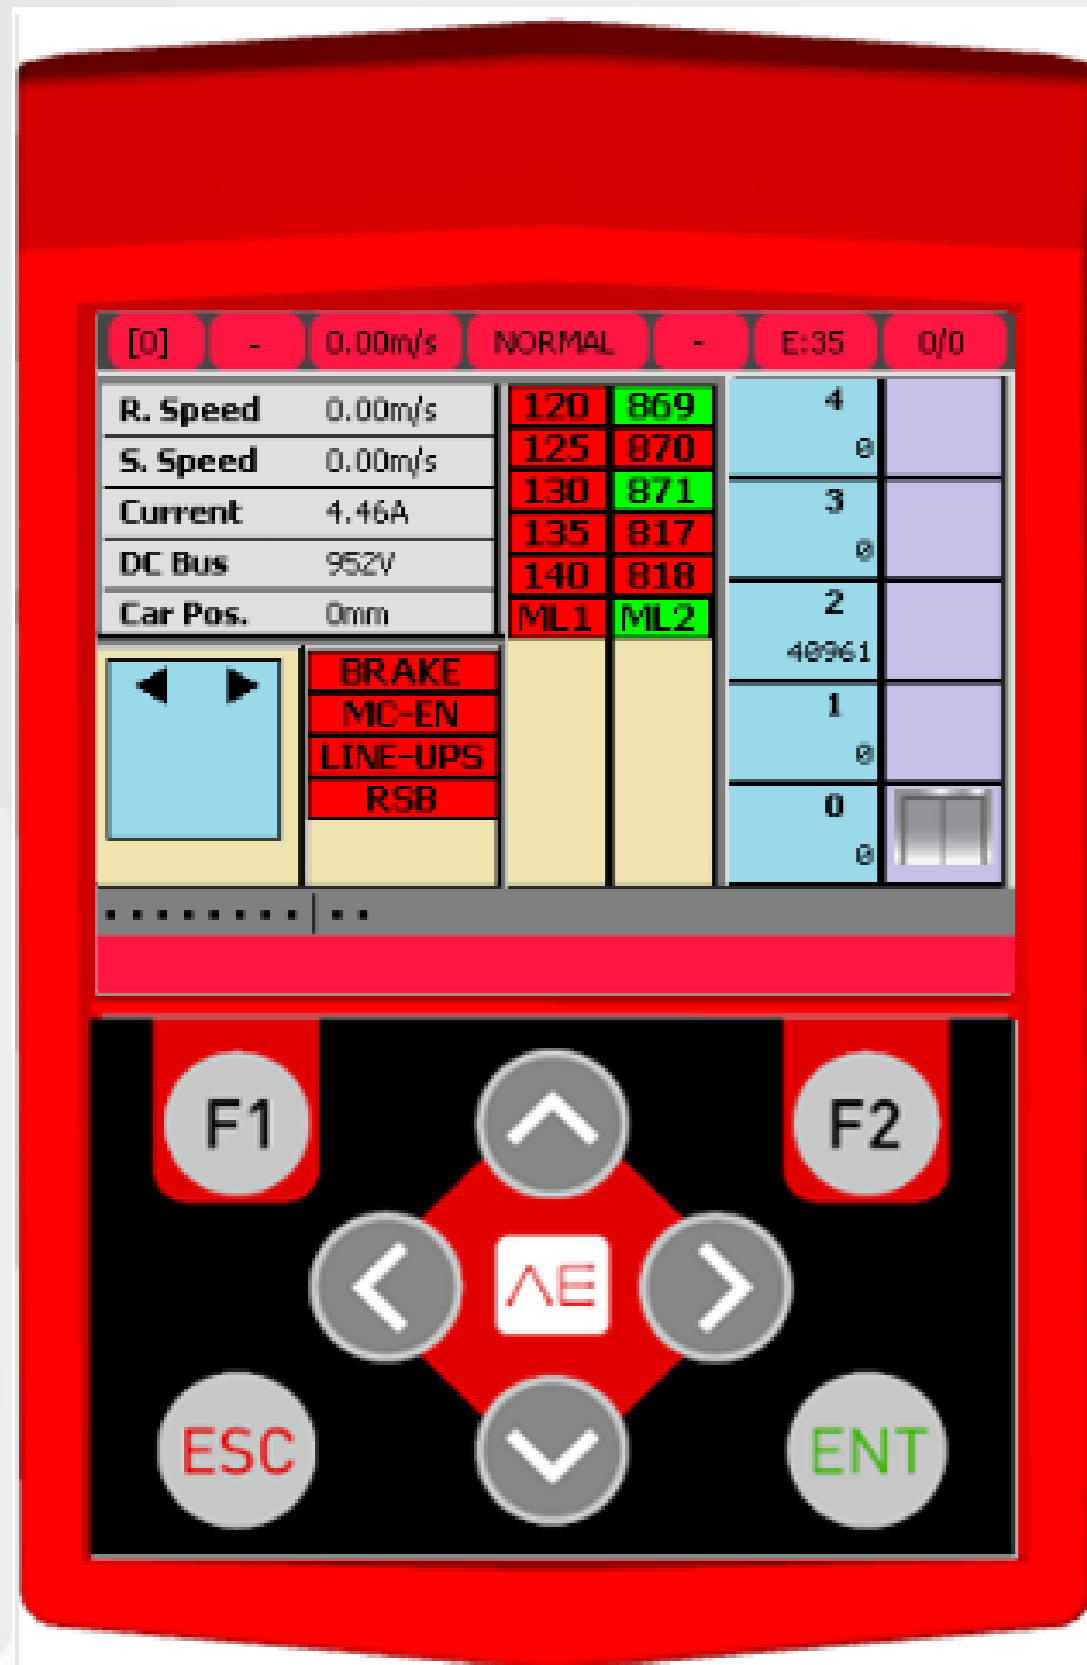 [0] - 0.00m/s NORMAL - E:35 0/0
R. Speed 0.00m/s
S. Speed 0.00m/s
Current 4.46A
DC Bus 952V
Car Pos. 0mm
120 869
125 870
130 871
135 817
140 818
ML1 ML2
BRAKE
MC-EN
LINE-UPS
RSB
4
0
3
0
2
40961
1
0
0
0
F1 F2
AE
ESC ENT